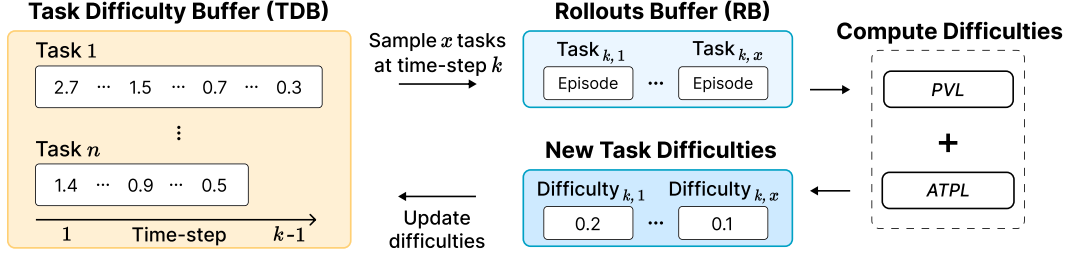 Task Difficulty Buffer (TDB)
Task 1
2.7 ... 1.5 ... 0.7 ... 0.3
⋮
Task n
1.4 ... 0.9 ... 0.5
1 Time-step k-1
Sample x tasks
at time-step k
Update
difficulties
Rollouts Buffer (RB)
Task k, 1 Task k, x
Episode ... Episode
New Task Difficulties
Difficulty k, 1 Difficulty k, x
0.2 ... 0.1
Compute Difficulties
PVL
+
ATPL